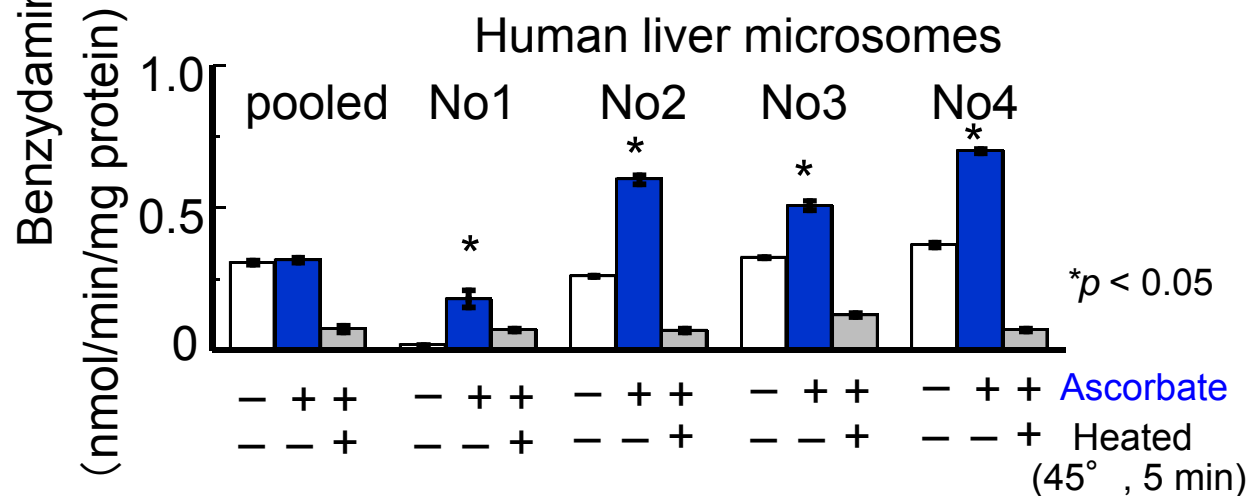 Human liver microsomes
Benzydamin
(nmol/min/mg protein)
1.0
0.5
0
pooled No1 No2 No3 No4
* * * *
*p < 0.05
− + + − + + − + + − + + − + + Ascorbate
− − + − − + − − + − − + − − + Heated
(45° , 5 min)